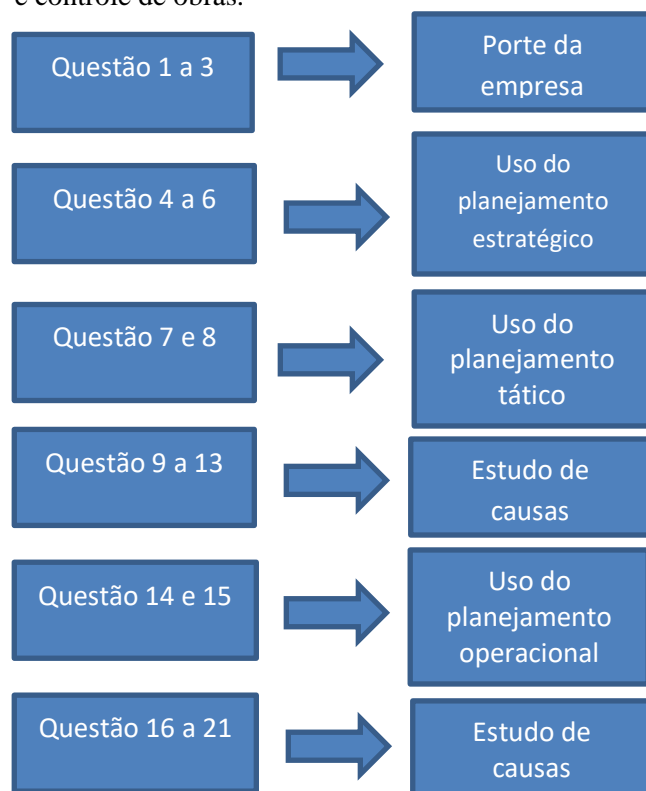 e controle de obras.
Questão 1 a 3
Porte da
empresa
Questão 4 a 6
Uso do
planejamento
estratégico
Questão 7 e 8
Uso do
planejamento
tático
Questão 9 a 13
Estudo de
causas
Questão 14 e 15
Uso do
planejamento
operacional
Questão 16 a 21
Estudo de
causas